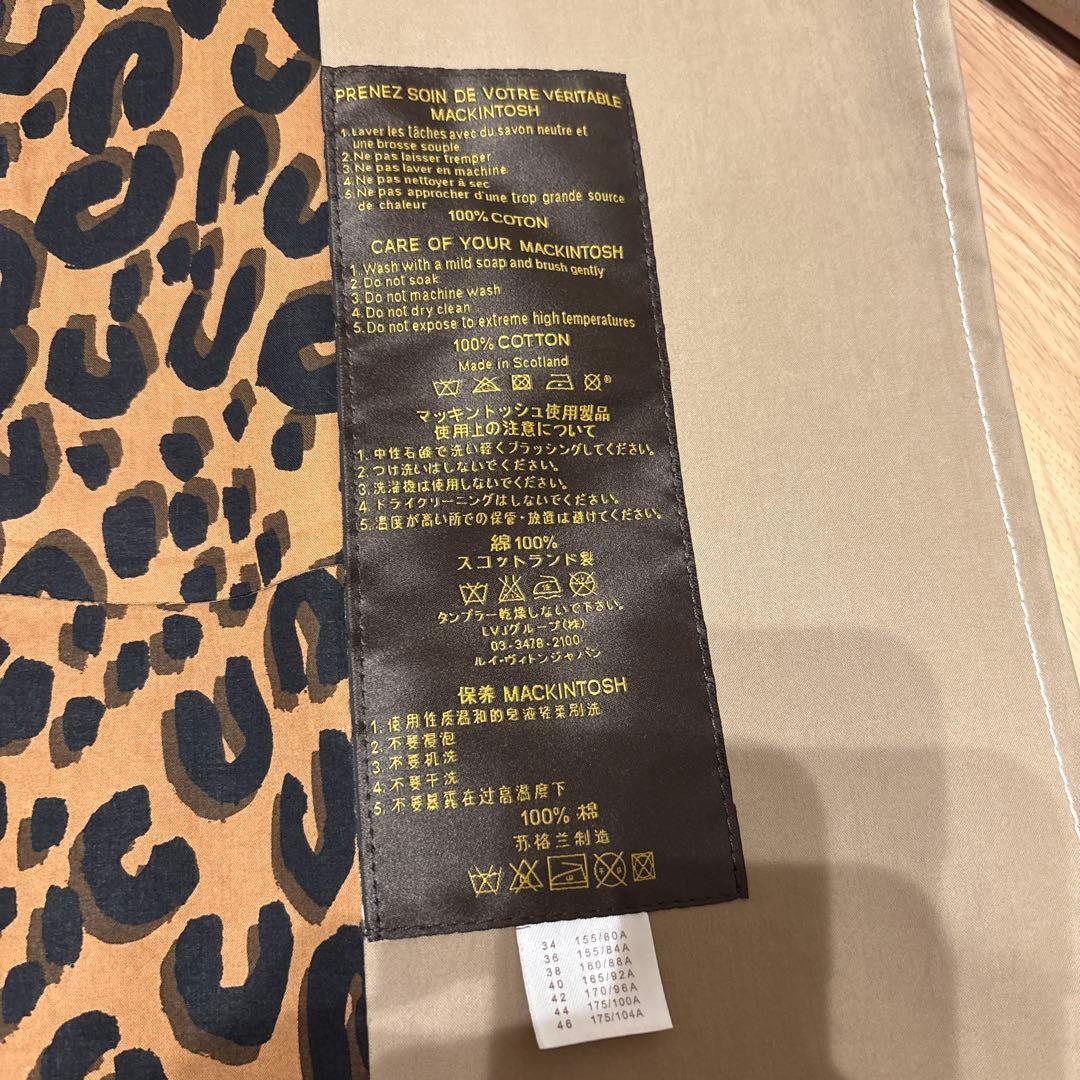 PRENEZ SOIN DE VOTRE VÉRITABLE
MACKINTOSH
1.Laver les tâches avec du savon neutre et
une brosse souple
2.Ne pas laisser tremper
3.Ne pas laver en machine
4.Ne pas nettoyer à sec
5.Ne pas approcher d'une trop grande source
de chaleur
100% COTON
CARE OF YOUR MACKINTOSH
1.Wash with a mild soap and brush gently
2.Do not soak
3.Do not machine wash
4.Do not dry clean
5.Do not expose to extreme high temperatures
100% COTTON
Made in Scotland
マッキントッシュ使用製品
使用上の注意について
1.中性石鹸で洗い軽くブラッシングしてください。
2.つけ洗いはしないでください。
3.洗濯機は使用しないでください。
4.ドライクリーニングはしないでください。
5.温度が高い所での保管・放置は避けてください。
綿100%
スコットランド製
タンブラー乾燥しないで下さい。
LVJグループ(株)
03-3478-2100
ルイ・ヴィトンジャパン
保养 MACKINTOSH
1.使用性质温和的皂液轻柔刷洗
2.不要浸泡
3.不要机洗
4.不要干洗
5.不要暴露在过高温度下
100% 棉
苏格兰制造
34 155/80A
36 155/84A
38 160/88A
40 165/92A
42 170/96A
44 175/100A
46 175/104A